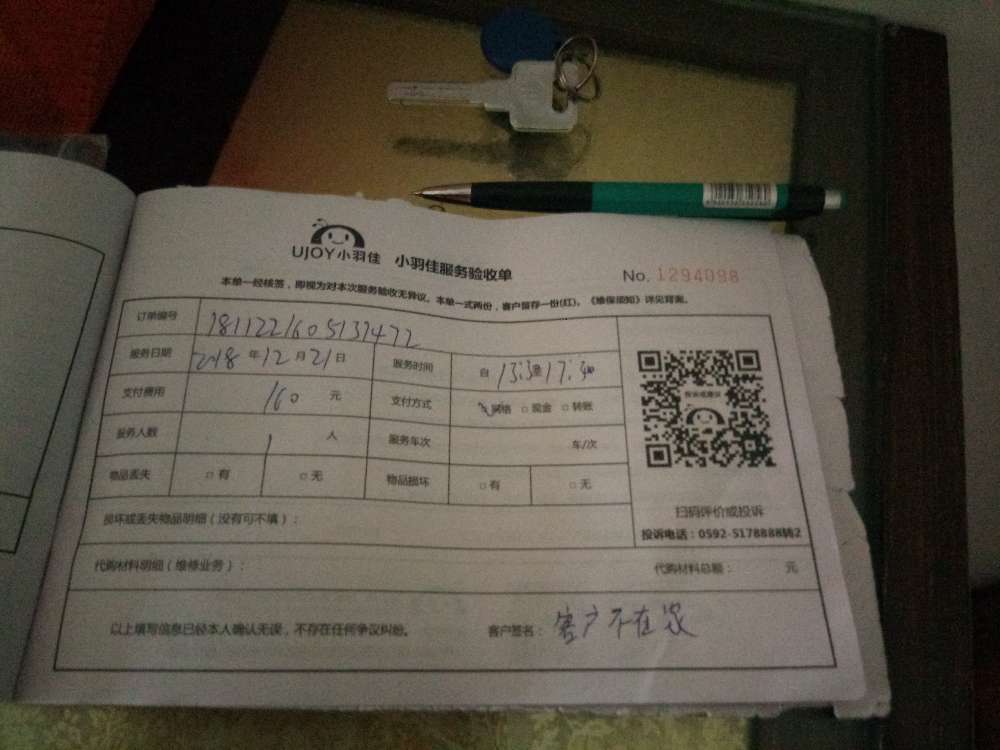 UJOY小羽佳 小羽佳服务验收单 No. 1294098
本单一经核签，即视为对本次服务验收无异议。本单一式两份，客户留存一份(红)。《维保须知》详见背面。
订单编号 1811221605131472
服务日期 2018 年 12 月 21 日 服务时间 自 13:30 至 17:30
支付费用 160 元 支付方式 网络 □ 现金 □ 转账
服务人数 1 人 服务车次 车/次
物品丢失 □ 有 □ 无 物品损坏 □ 有 □ 无
投诉或建议
扫码评价或投诉
投诉电话：0592-5178888转2
损坏或丢失物品明细（没有可不填）：
代购材料明细（维修业务）： 代购材料总额： 元
以上填写信息已经本人确认无误，不存在任何争议纠纷。 客户签名： 客户不在家